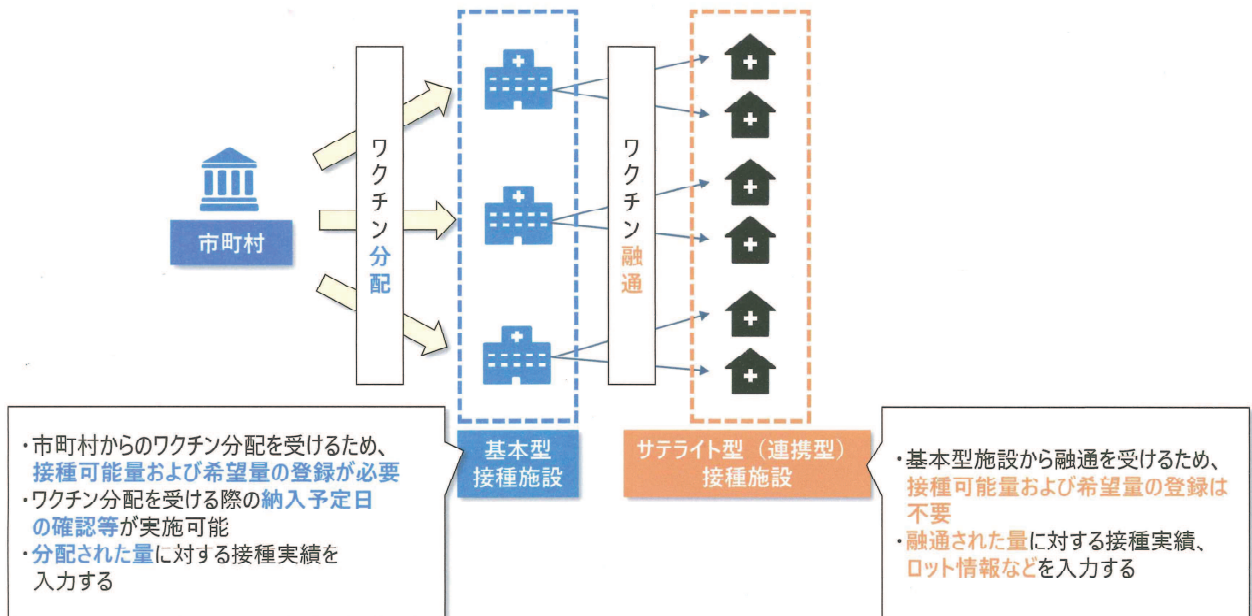 市町村
ワクチン分配
ワクチン融通
基本型
接種施設
サテライト型（連携型）
接種施設
・市町村からのワクチン分配を受けるため、
接種可能量および希望量の登録が必要
・ワクチン分配を受ける際の納入予定日
の確認等が実施可能
・分配された量に対する接種実績を
入力する
・基本型施設から融通を受けるため、
接種可能量および希望量の登録は
不要
・融通された量に対する接種実績、
ロット情報などを入力する